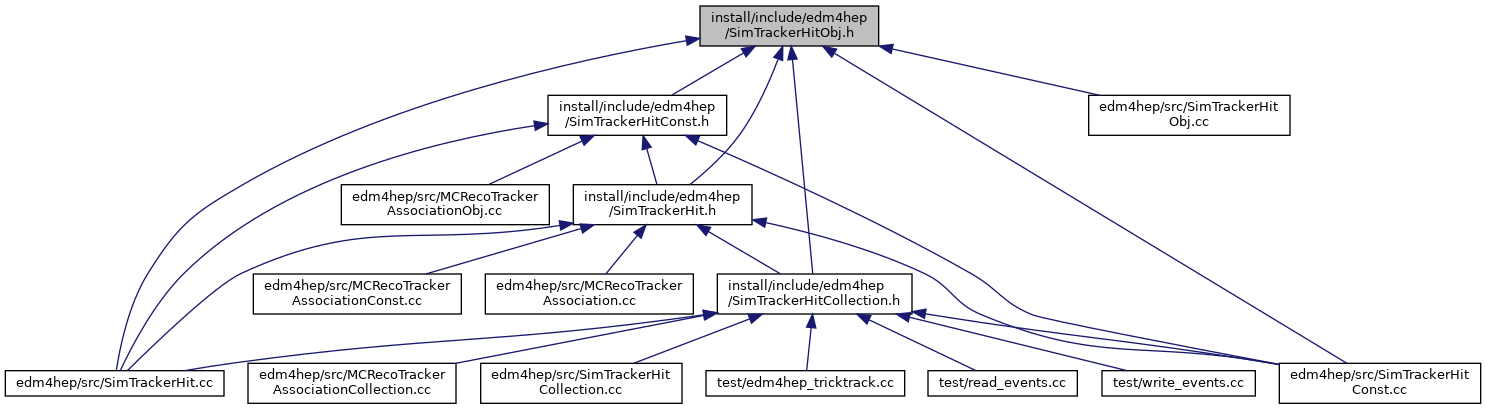 install/include/edm4hep
/SimTrackerHitObj.h
install/include/edm4hep
/SimTrackerHitConst.h
edm4hep/src/SimTrackerHit
Obj.cc
edm4hep/src/MCRecoTracker
AssociationObj.cc
install/include/edm4hep
/SimTrackerHit.h
edm4hep/src/MCRecoTracker
AssociationConst.cc
edm4hep/src/MCRecoTracker
Association.cc
install/include/edm4hep
/SimTrackerHitCollection.h
edm4hep/src/SimTrackerHit.cc
edm4hep/src/MCRecoTracker
AssociationCollection.cc
edm4hep/src/SimTrackerHit
Collection.cc
test/edm4hep_tricktrack.cc
test/read_events.cc
test/write_events.cc
edm4hep/src/SimTrackerHit
Const.cc